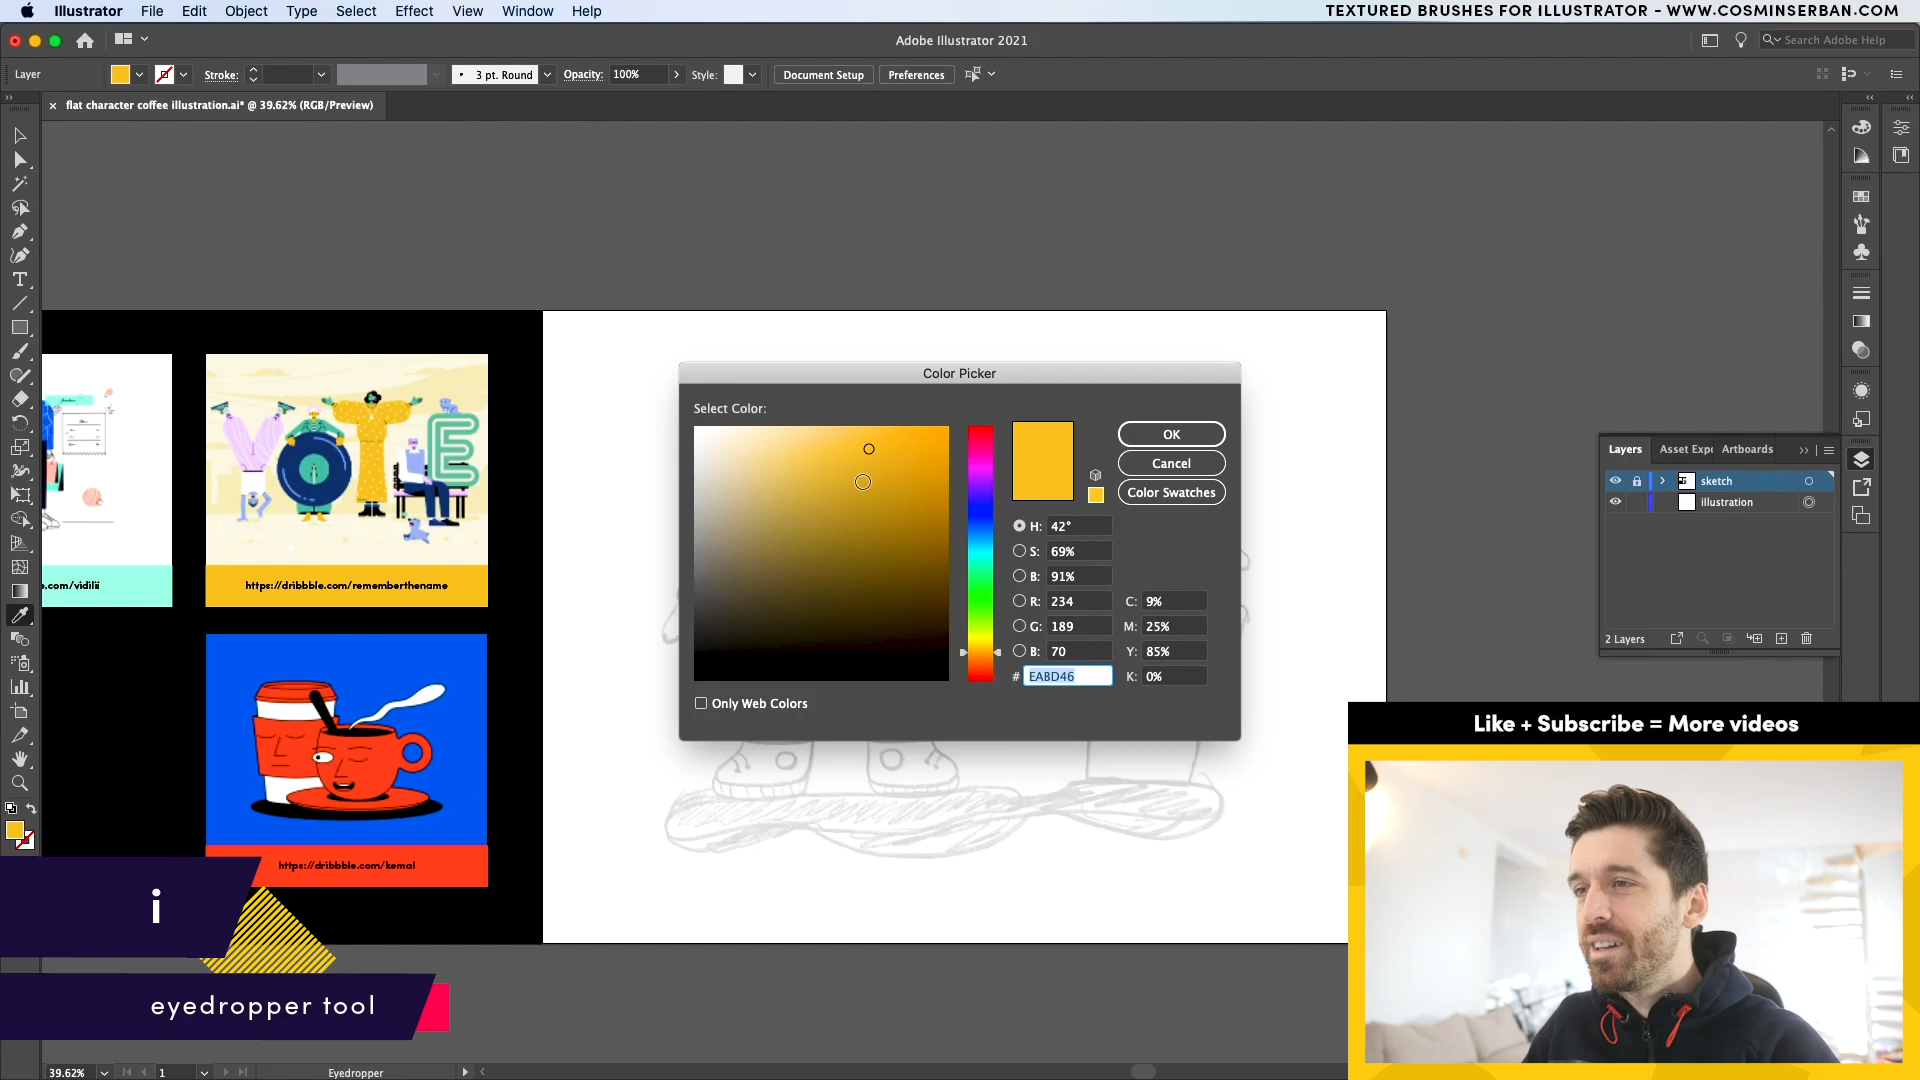 Illustrator File Edit Object Type Select Effect View Window Help
TEXTURED BRUSHES FOR ILLUSTRATOR - WWW.COSMINSERBAN.COM
Adobe Illustrator 2021
Search Adobe Help
Layer
Stroke:
3 pt. Round
Opacity: 100%
Style:
Document Setup
Preferences
× flat character coffee illustration.ai* @ 39.62% (RGB/Preview)
Color Picker
Select Color:
OK
Cancel
Color Swatches
H: 42°
S: 69%
B: 91%
R: 234
C: 9%
G: 189
M: 25%
B: 70
Y: 85%
# EABD46
K: 0%
Only Web Colors
Layers Asset Expo Artboards
sketch
illustration
2 Layers
e.com/vidilii
https://dribbble.com/rememberthename
https://dribbble.com/kemal
Like + Subscribe = More videos
i
eyedropper tool
39.62%
1
Eyedropper